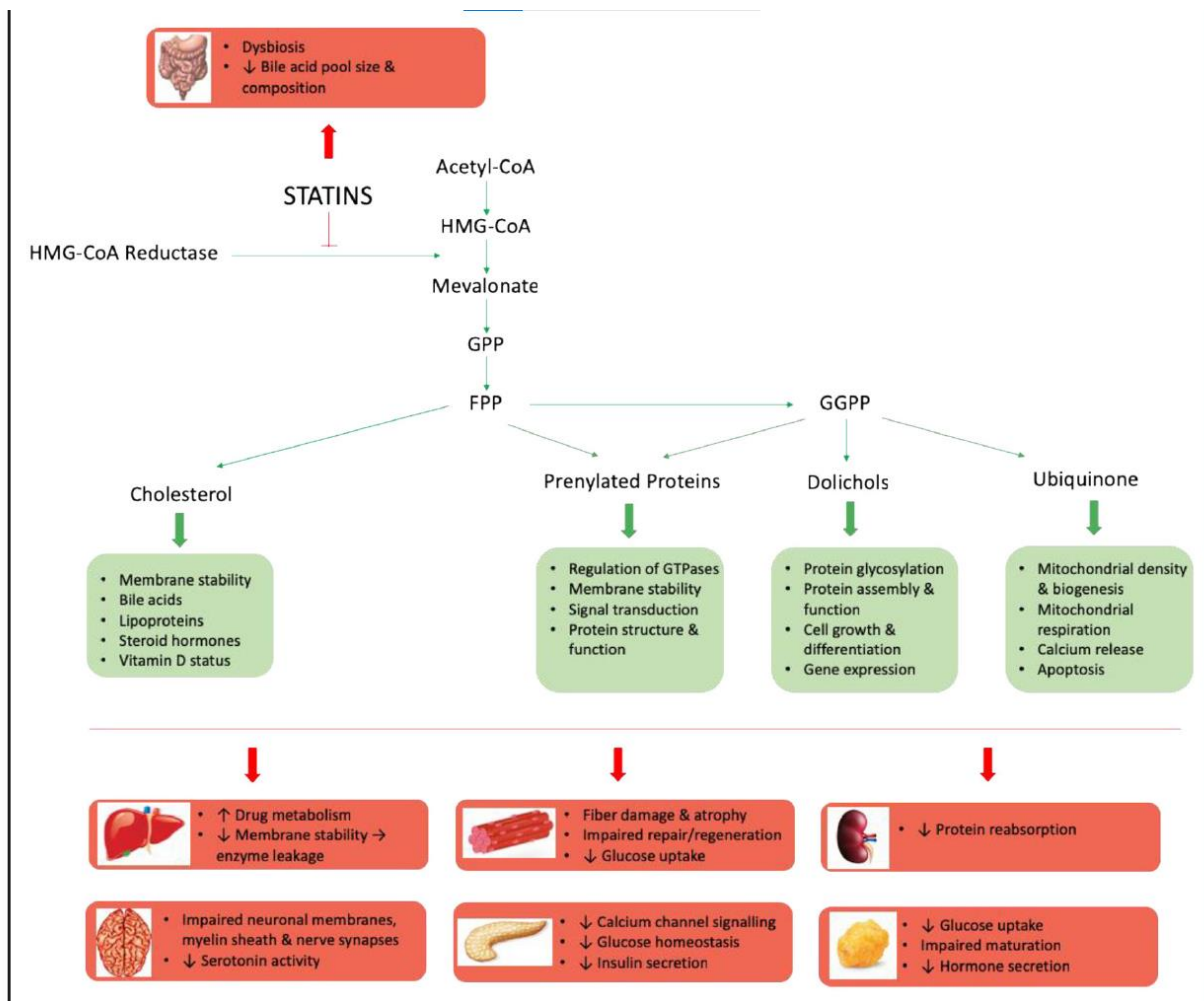 • Dysbiosis
• ↓ Bile acid pool size &
composition
Acetyl-CoA
STATINS
HMG-CoA
HMG-CoA Reductase
Mevalonate
GPP
FPP
GGPP
Cholesterol
Prenylated Proteins
Dolichols
Ubiquinone
• Membrane stability
• Bile acids
• Lipoproteins
• Steroid hormones
• Vitamin D status
• Regulation of GTPases
• Membrane stability
• Signal transduction
• Protein structure &
function
• Protein glycosylation
• Protein assembly &
function
• Cell growth &
differentiation
• Gene expression
• Mitochondrial density
& biogenesis
• Mitochondrial
respiration
• Calcium release
• Apoptosis
• ↑ Drug metabolism
• ↓ Membrane stability →
enzyme leakage
• Fiber damage & atrophy
• Impaired repair/regeneration
• ↓ Glucose uptake
• ↓ Protein reabsorption
• Impaired neuronal membranes,
myelin sheath & nerve synapses
• ↓ Serotonin activity
• ↓ Calcium channel signalling
• ↓ Glucose homeostasis
• ↓ Insulin secretion
• ↓ Glucose uptake
• Impaired maturation
• ↓ Hormone secretion